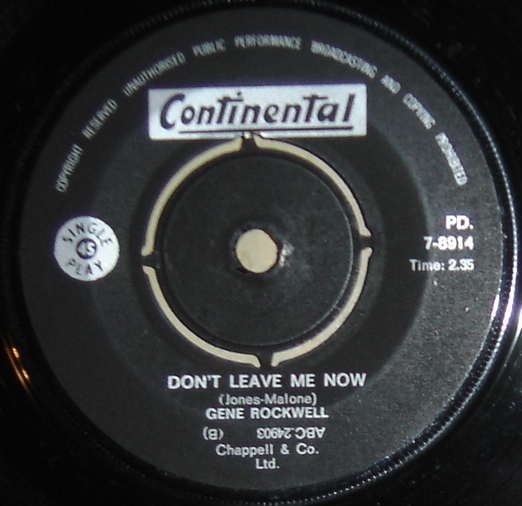 COPYRIGHT RESERVED UNAUTHORISED PUBLIC PERFORMANCE BROADCASTING AND COPYING PROHIBITED
Continental
SINGLE
45
PLAY
PD.
7-8914
Time: 2.35
DON'T LEAVE ME NOW
(Jones-Malone)
GENE ROCKWELL
ABC.24903 (B)
Chappell & Co.
Ltd.